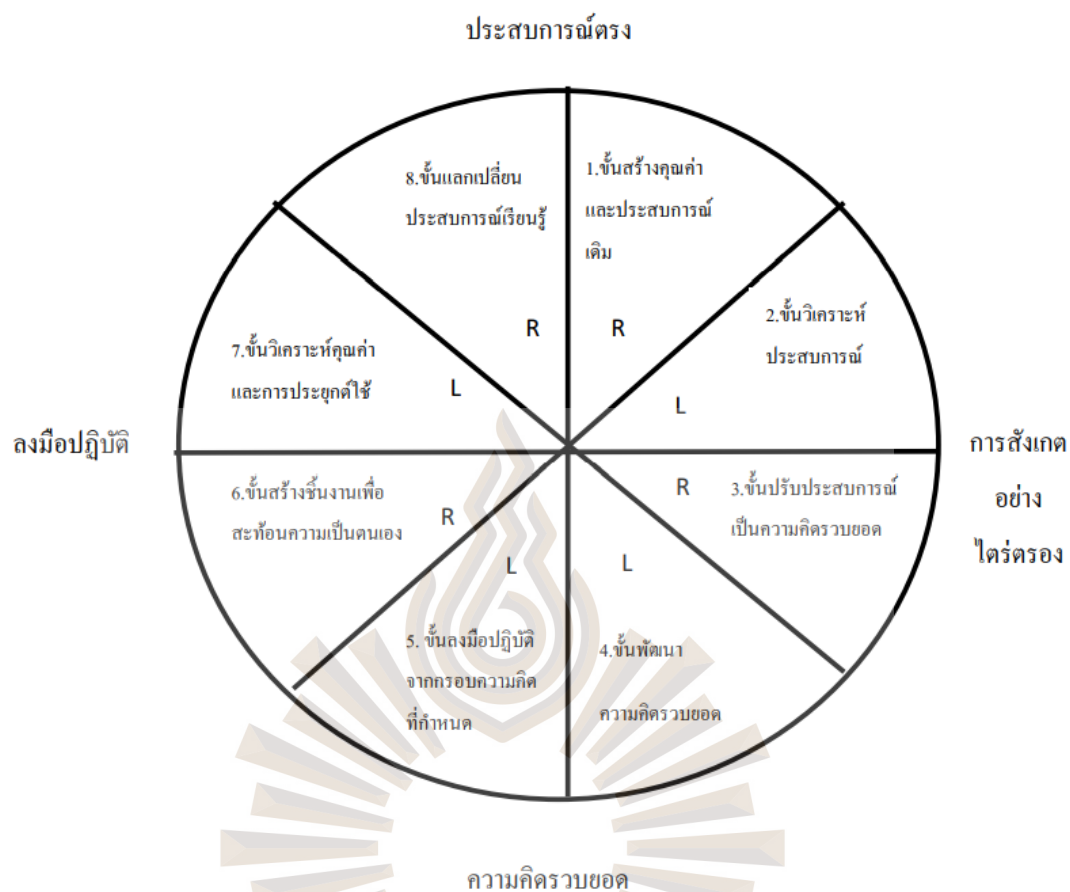 ประสบการณ์ตรง
1.ขั้นสร้างคุณค่า
และประสบการณ์
เดิม
R
2.ขั้นวิเคราะห์
ประสบการณ์
L
การสังเกต
อย่าง
ไตร่ตรอง
3.ขั้นปรับประสบการณ์
เป็นความคิดรวบยอด
R
4.ขั้นพัฒนา
ความคิดรวบยอด
L
ความคิดรวบยอด
5. ขั้นลงมือปฏิบัติ
จากกรอบความคิด
ที่กำหนด
L
6.ขั้นสร้างชิ้นงานเพื่อ
สะท้อนความเป็นตนเอง
R
ลงมือปฏิบัติ
7.ขั้นวิเคราะห์คุณค่า
และการประยุกต์ใช้
L
8.ขั้นแลกเปลี่ยน
ประสบการณ์เรียนรู้
R